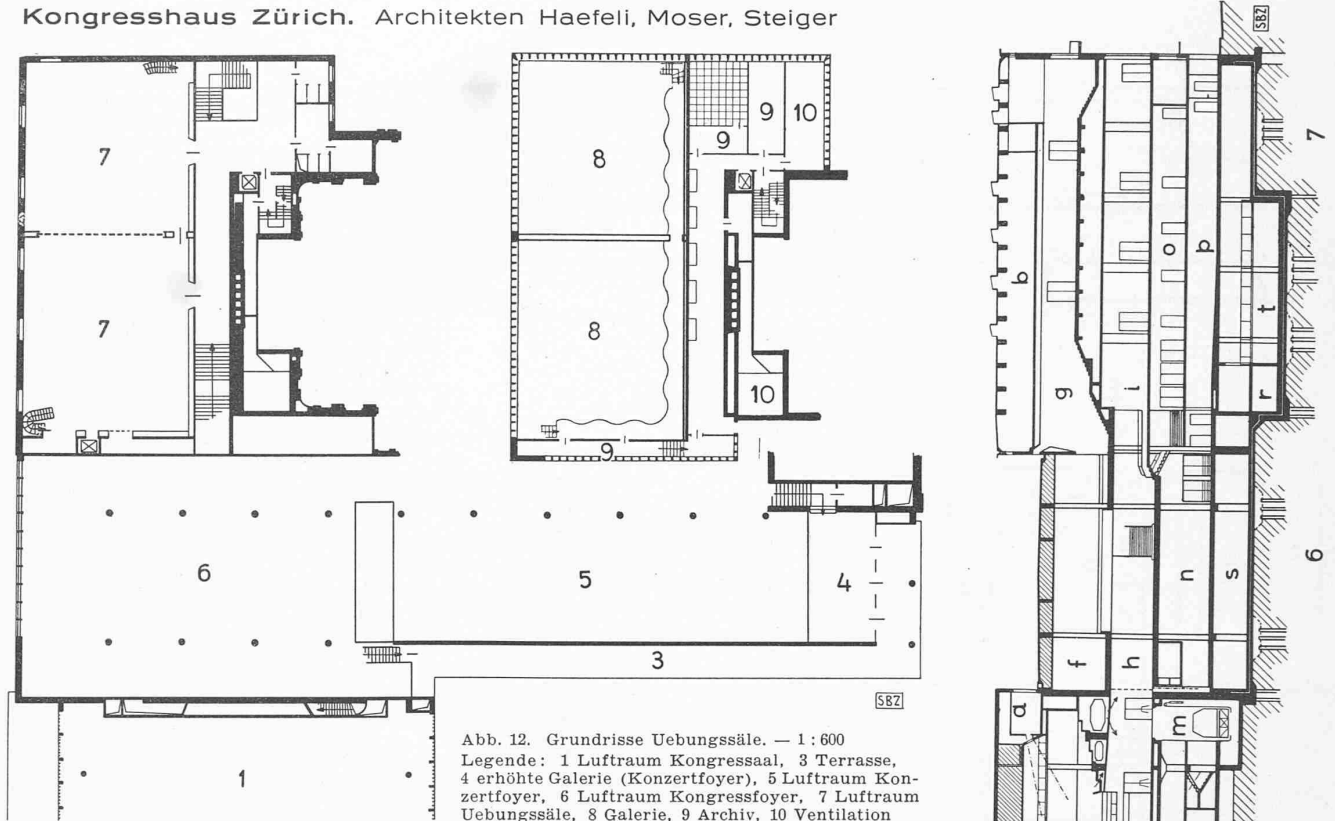 Kongresshaus Zürich. Architekten Haefeli, Moser, Steiger
SBZ
7
7
8
8
9
9
10
10
9
6
5
4
3
1
b
g
i
o
p
t
r
7
f
h
n
s
6
a
m
SBZ
Abb. 12. Grundrisse Uebungssäle. — 1 : 600
Legende: 1 Luftraum Kongressaal, 3 Terrasse,
4 erhöhte Galerie (Konzertfoyer), 5 Luftraum Kon-
zertfoyer, 6 Luftraum Kongressfoyer, 7 Luftraum
Uebungssäle, 8 Galerie, 9 Archiv, 10 Ventilation